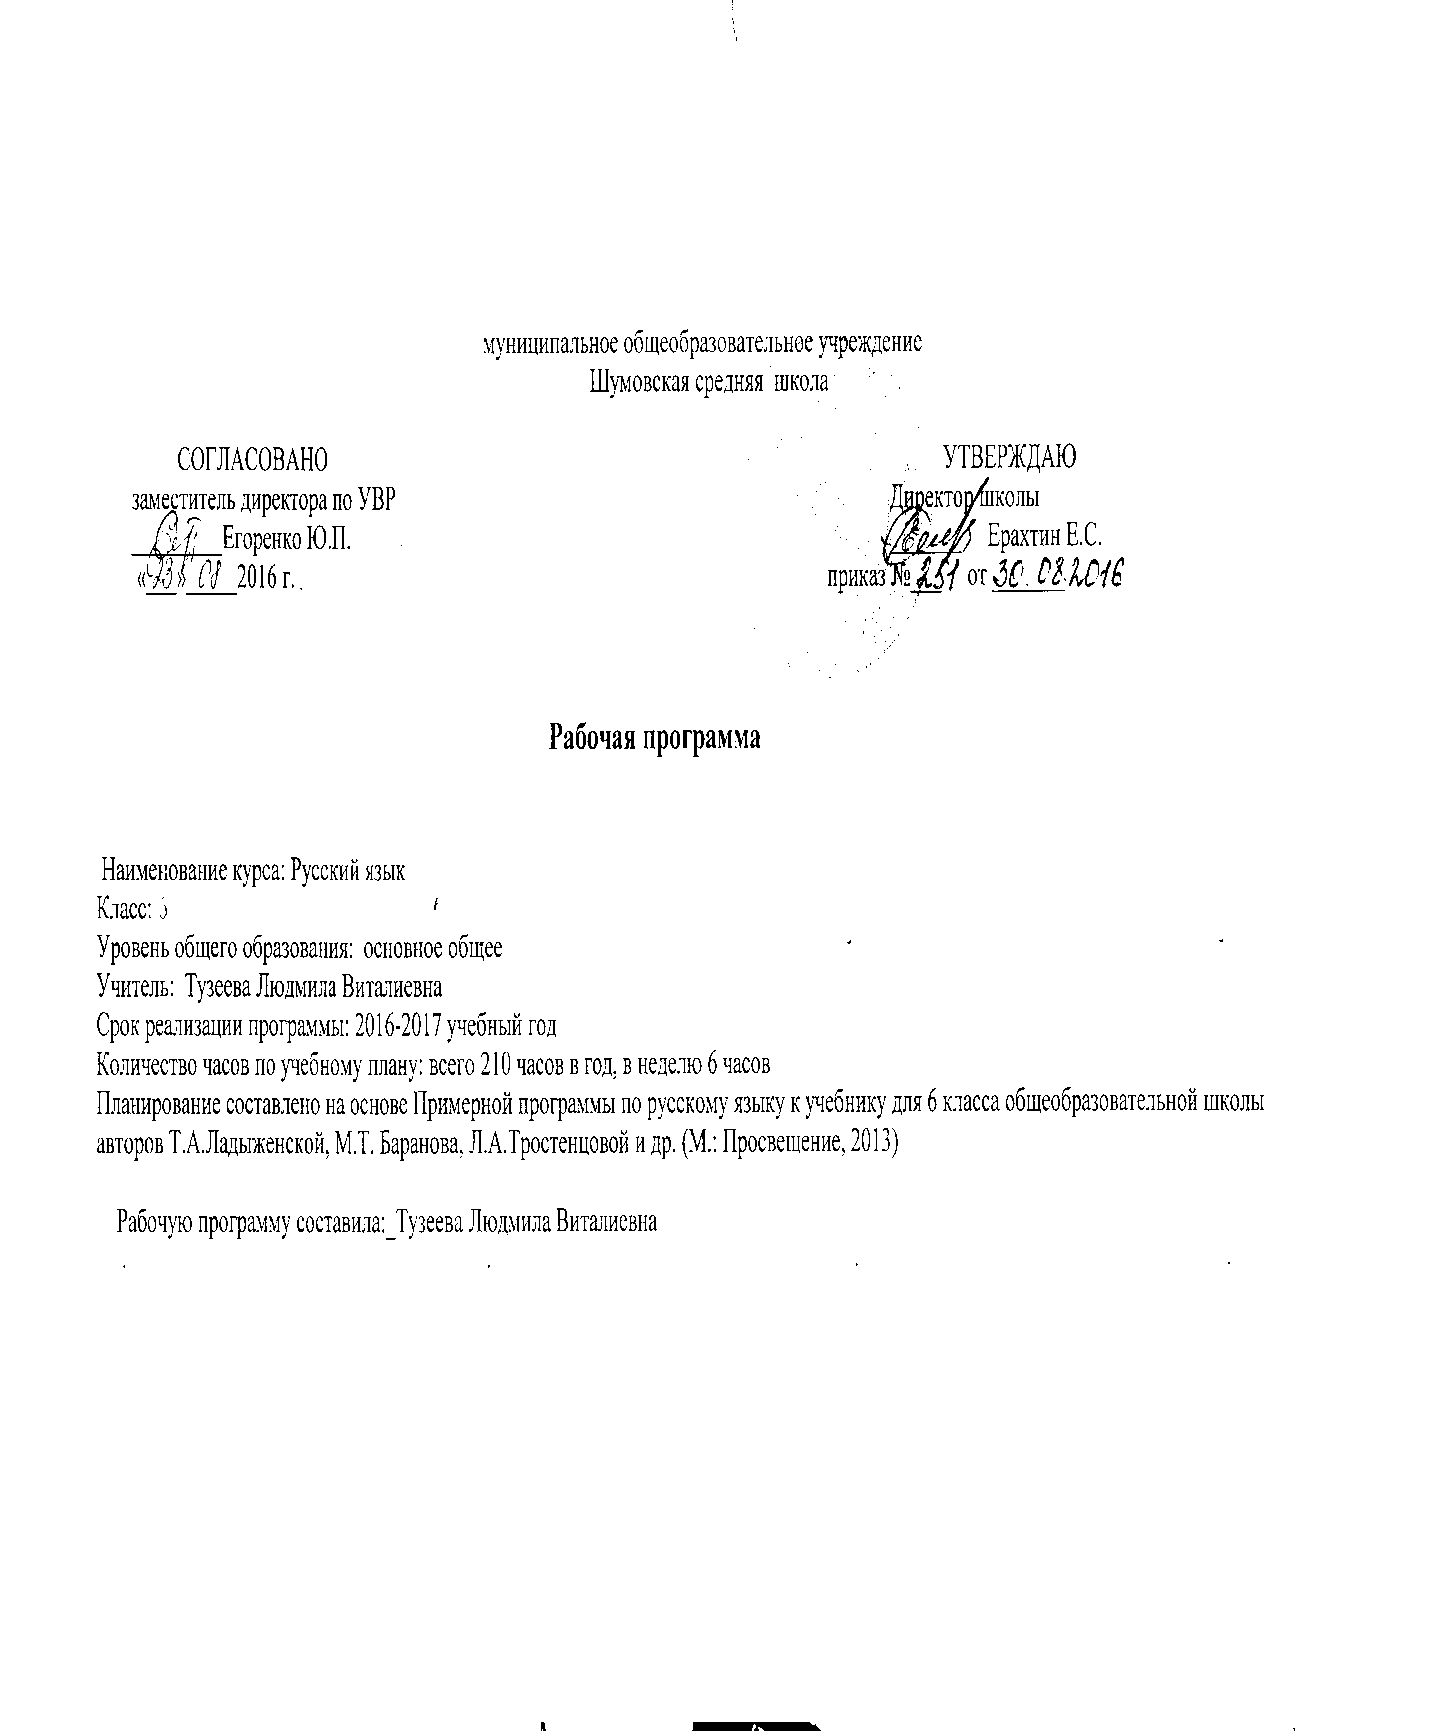 муниципальное общеобразовательное учреждение
Шумовская средняя школа
СОГЛАСОВАНО
заместитель директора по УВР
Егоренко Ю.П.
08 2016 г.
УТВЕРЖДАЮ
Директор школы
Ерахтин Е.С.
приказ № 251 от 30.08.2016
Рабочая программа
Наименование курса: Русский язык
Класс:
Уровень общего образования: основное общее
Учитель: Тузеева Людмила Виталиевна
Срок реализации программы: 2016-2017 учебный год
Количество часов по учебному плану: всего 210 часов в год, в неделю 6 часов
Планирование составлено на основе Примерной программы по русскому языку к учебнику для 6 класса общеобразовательной школы
авторов Т.А.Ладыженской, М.Т. Баранова, Л.А.Тростенцовой и др. (М.: Просвещение, 2013)
Рабочую программу составила:_Тузеева Людмила Виталиевна